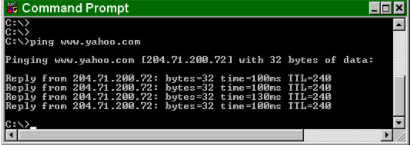 Command Prompt
C:\>
C:\>
C:\>ping www.yahoo.com
Pinging www.yahoo.com [204.71.200.72] with 32 bytes of data:
Reply from 204.71.200.72: bytes=32 time=100ms TTL=240
Reply from 204.71.200.72: bytes=32 time=100ms TTL=240
Reply from 204.71.200.72: bytes=32 time=130ms TTL=240
Reply from 204.71.200.72: bytes=32 time=100ms TTL=240
C:\>_